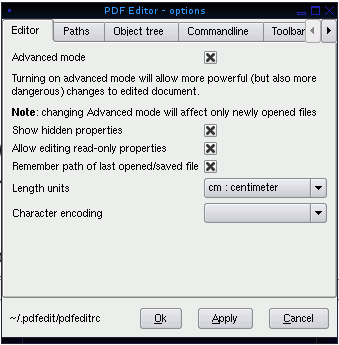 PDF Editor - options
Editor Paths Object tree Commandline Toolbar
Advanced mode
Turning on advanced mode will allow more powerful (but also more
dangerous) changes to edited document.
Note: changing Advanced mode will affect only newly opened files
Show hidden properties
Allow editing read-only properties
Remember path of last opened/saved file
Length units cm : centimeter
Character encoding
~/.pdfedit/pdfeditrc Ok Apply Cancel